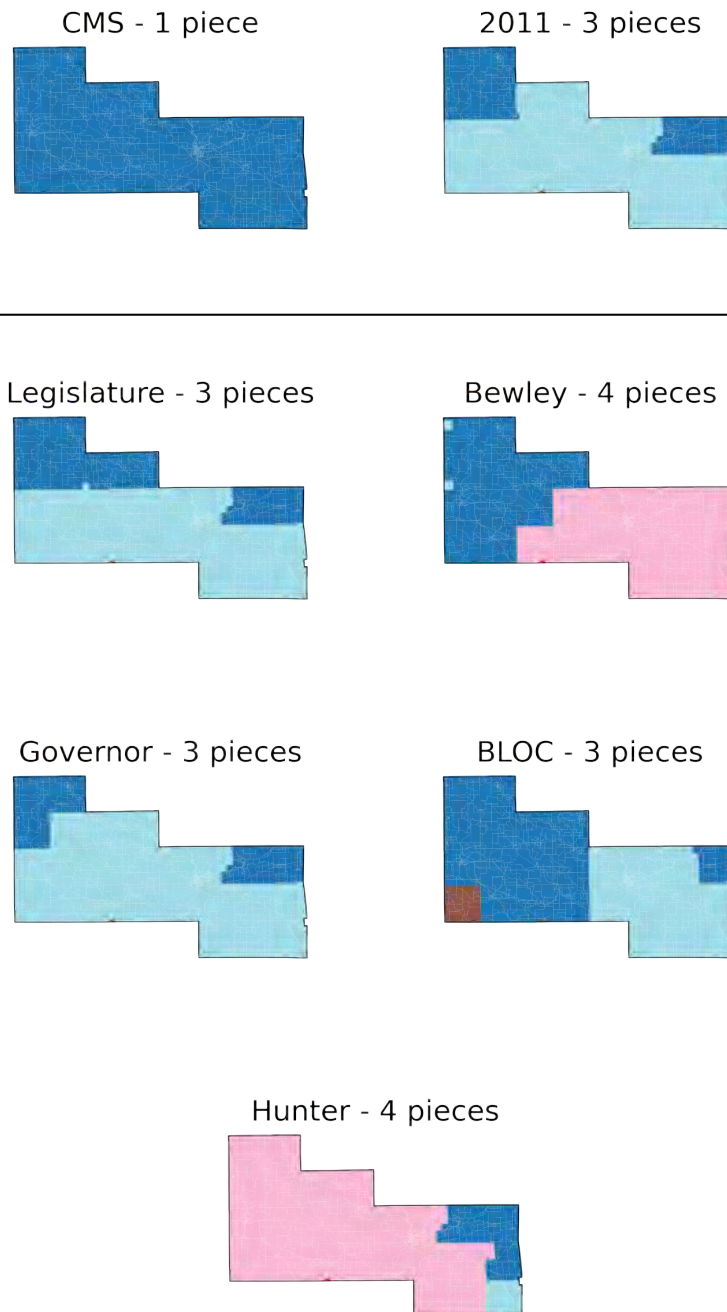 CMS - 1 piece
2011 - 3 pieces
Legislature - 3 pieces
Bewley - 4 pieces
Governor - 3 pieces
BLOC - 3 pieces
Hunter - 4 pieces